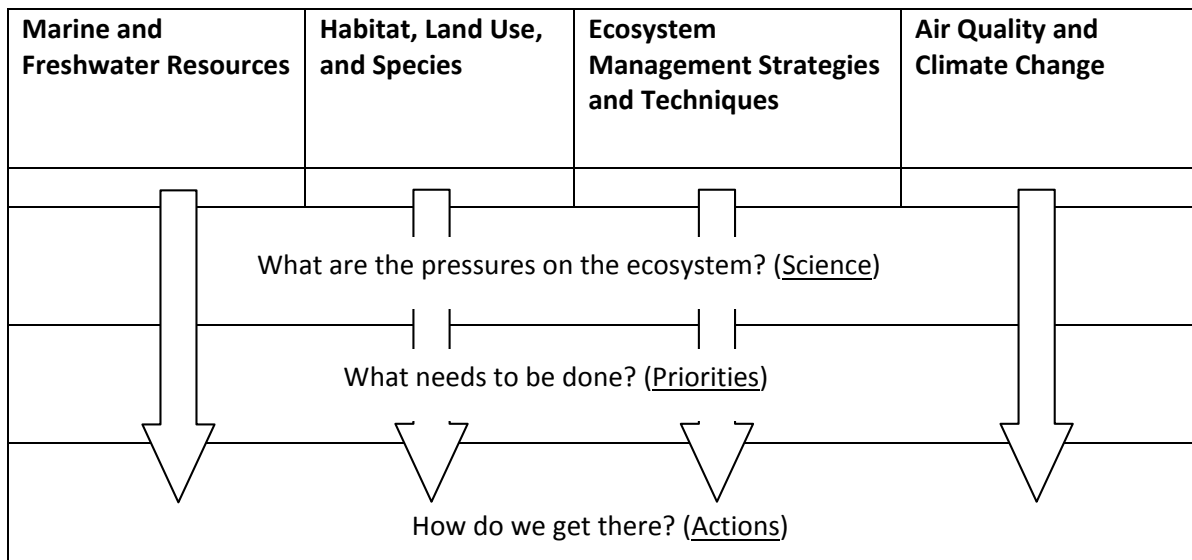 Marine and
Freshwater Resources
Habitat, Land Use,
and Species
Ecosystem
Management Strategies
and Techniques
Air Quality and
Climate Change
What are the pressures on the ecosystem? (Science)
What needs to be done? (Priorities)
How do we get there? (Actions)